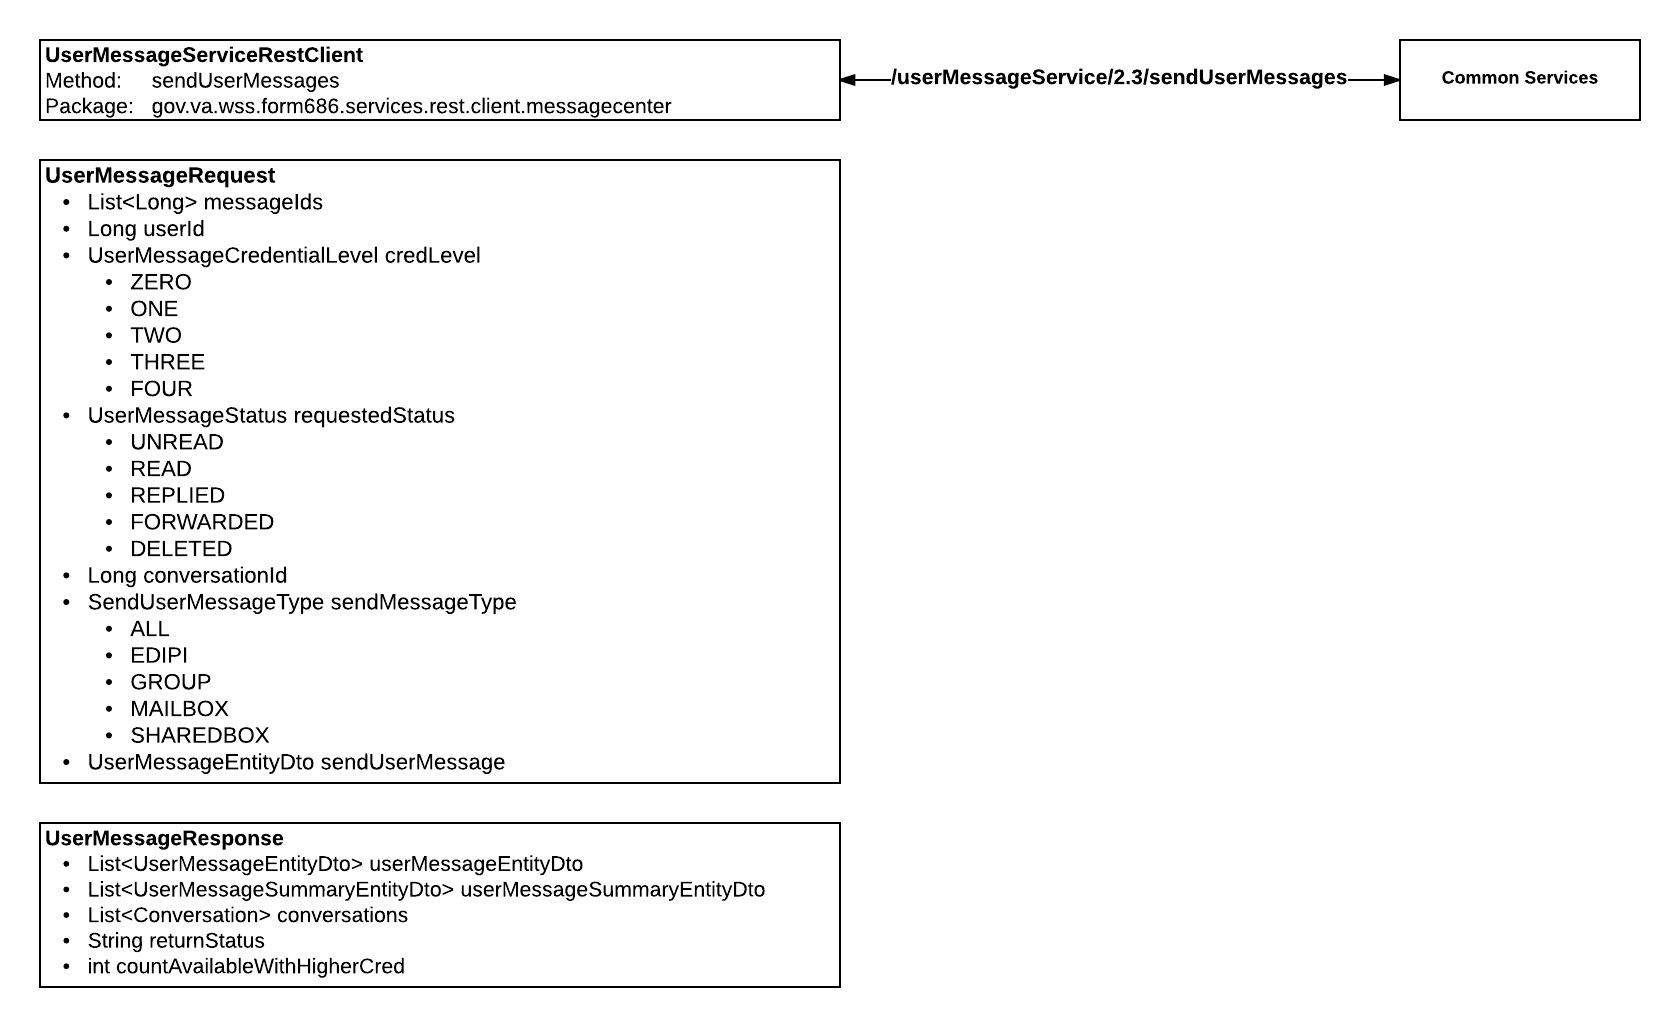 UserMessageServiceRestClient
Method: sendUserMessages
Package: gov.va.wss.form686.services.rest.client.messagecenter
/userMessageService/2.3/sendUserMessages
Common Services
UserMessageRequest
• List<Long> messageIds
• Long userId
• UserMessageCredentialLevel credLevel
• ZERO
• ONE
• TWO
• THREE
• FOUR
• UserMessageStatus requestedStatus
• UNREAD
• READ
• REPLIED
• FORWARDED
• DELETED
• Long conversationId
• SendUserMessageType sendMessageType
• ALL
• EDIPI
• GROUP
• MAILBOX
• SHAREDBOX
• UserMessageEntityDto sendUserMessage
UserMessageResponse
• List<UserMessageEntityDto> userMessageEntityDto
• List<UserMessageSummaryEntityDto> userMessageSummaryEntityDto
• List<Conversation> conversations
• String returnStatus
• int countAvailableWithHigherCred